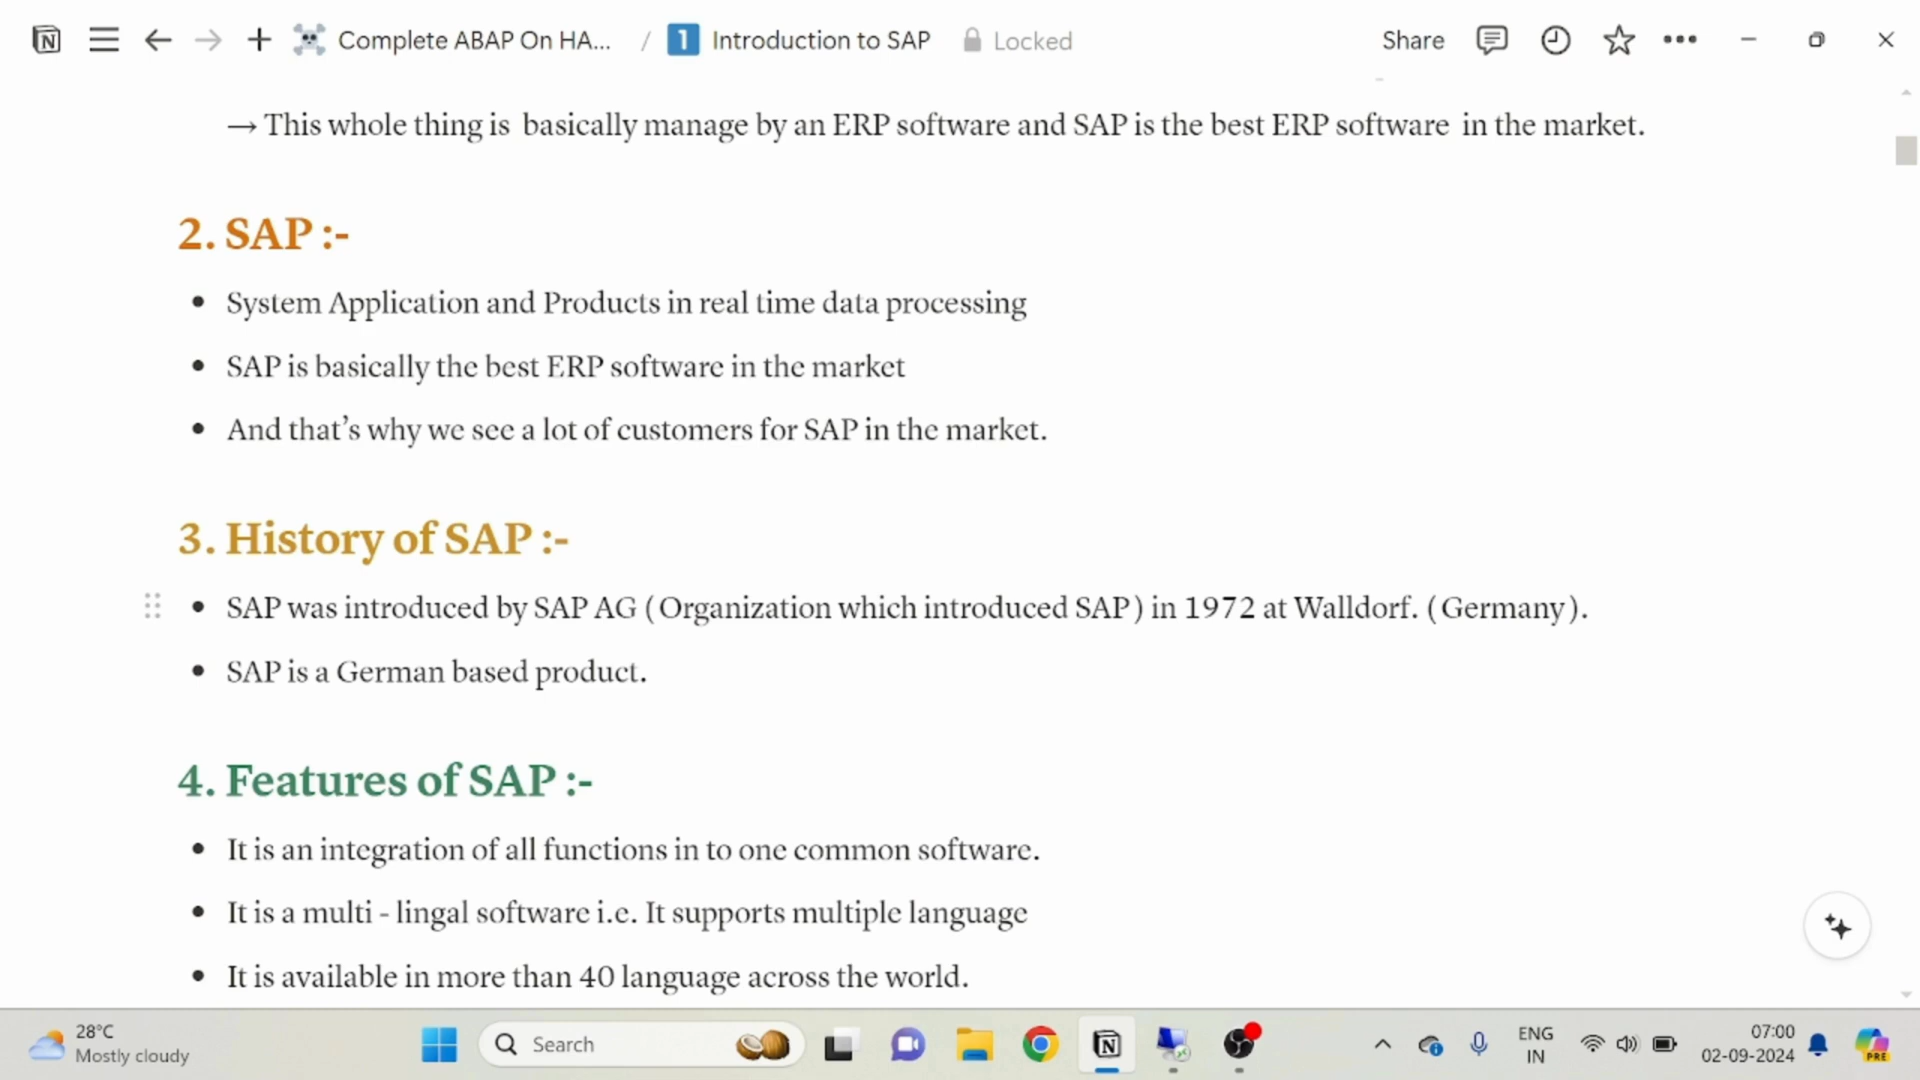 Complete ABAP On HA... / 1 Introduction to SAP Locked Share
→ This whole thing is basically manage by an ERP software and SAP is the best ERP software in the market.
2. SAP :-
• System Application and Products in real time data processing
• SAP is basically the best ERP software in the market
• And that’s why we see a lot of customers for SAP in the market.
3. History of SAP :-
• SAP was introduced by SAP AG (Organization which introduced SAP) in 1972 at Walldorf. (Germany).
• SAP is a German based product.
4. Features of SAP :-
• It is an integration of all functions in to one common software.
• It is a multi - lingal software i.e. It supports multiple language
• It is available in more than 40 language across the world.
28°C
Mostly cloudy
Search
ENG
IN
07:00
02-09-2024
PRE